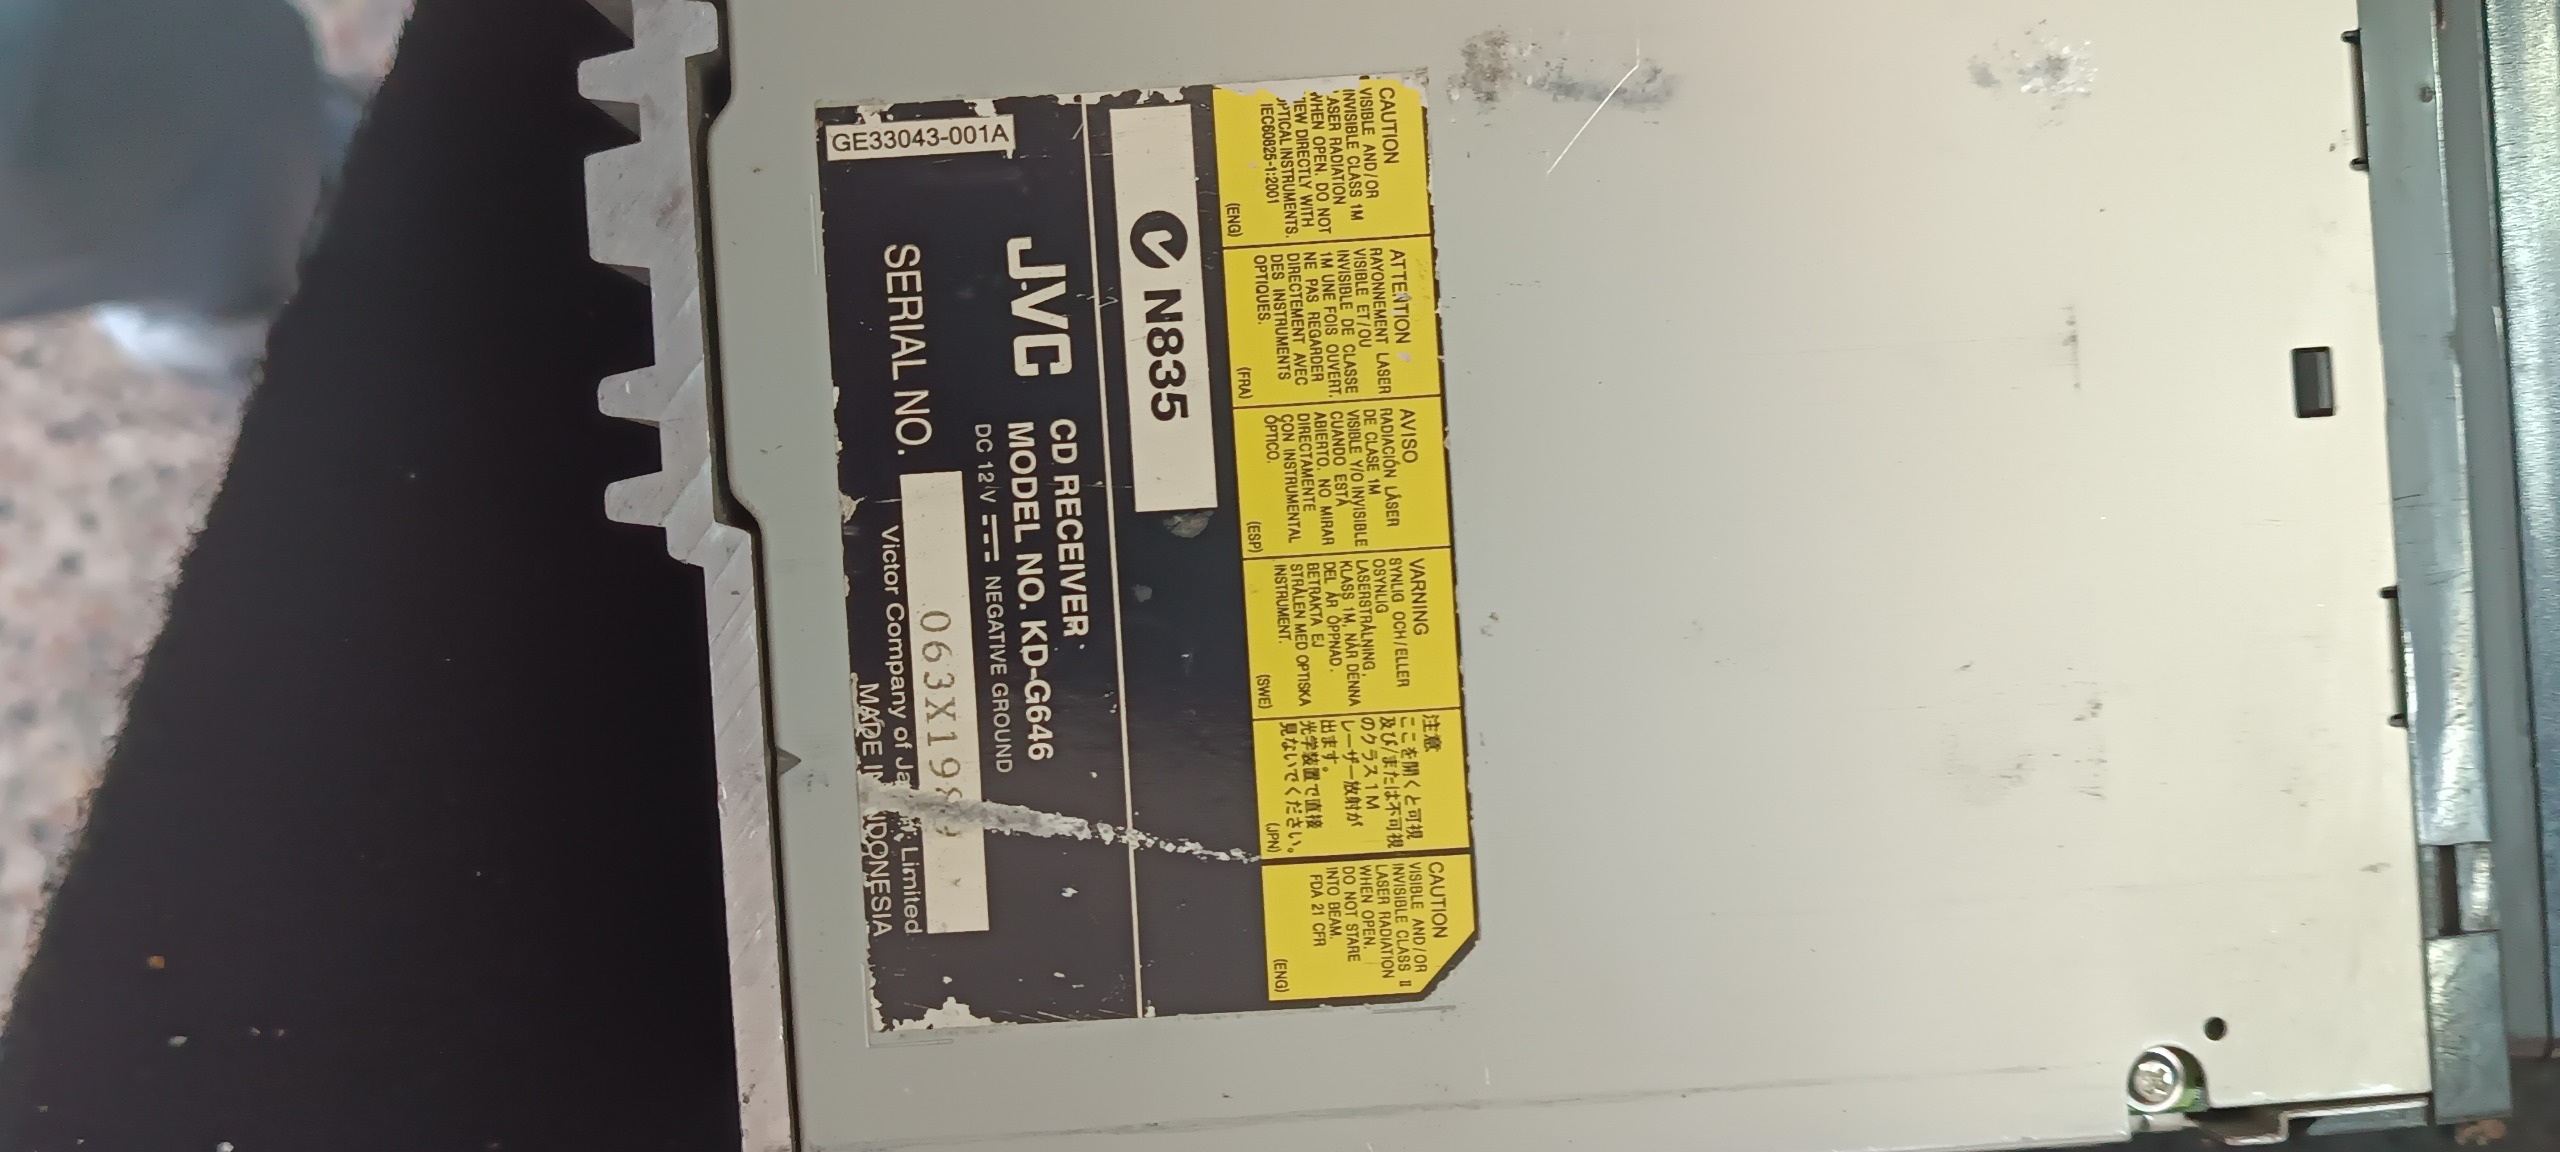 GE33043-001A
N835
JVC
CD RECEIVER
MODEL NO. KD-G646
DC 12 V NEGATIVE GROUND
SERIAL NO.
063X19
Victor Company of Limited
MADE INDONESIA
CAUTION
VISIBLE AND/OR
INVISIBLE CLASS 1M
LASER RADIATION
WHEN OPEN. DO NOT
VIEW DIRECTLY WITH
OPTICAL INSTRUMENTS.
IEC60825-1:2001
(ENG)
ATTENTION
RAYONNEMENT LASER
VISIBLE ET/OU
INVISIBLE DE CLASSE
1M UNE FOIS OUVERT.
NE PAS REGARDER
DIRECTEMENT AVEC
DES INSTRUMENTS
OPTIQUES.
(FRA)
AVISO
RADIACIÓN LÁSER
DE CLASE 1M
VISIBLE Y/O INVISIBLE
CUANDO ESTÁ
ABIERTO. NO MIRAR
DIRECTAMENTE
CON INSTRUMENTAL
ÓPTICO.
(ESP)
VARNING
SYNLIG OCH/ELLER
OSYNLIG
LASERSTRÅLNING,
KLASS 1M, NÄR DENNA
DEL ÄR ÖPPNAD.
BETRAKTA EJ
STRÅLEN MED OPTISKA
INSTRUMENT.
(SWE)
注意
ここを開くと可視
及び/または不可視
のクラス1M
レーザー放射が
出ます。
光学装置で直接
見ないでください。
(JPN)
CAUTION
VISIBLE AND/OR
INVISIBLE CLASS II
LASER RADIATION
WHEN OPEN.
DO NOT STARE
INTO BEAM.
FDA 21 CFR
(ENG)